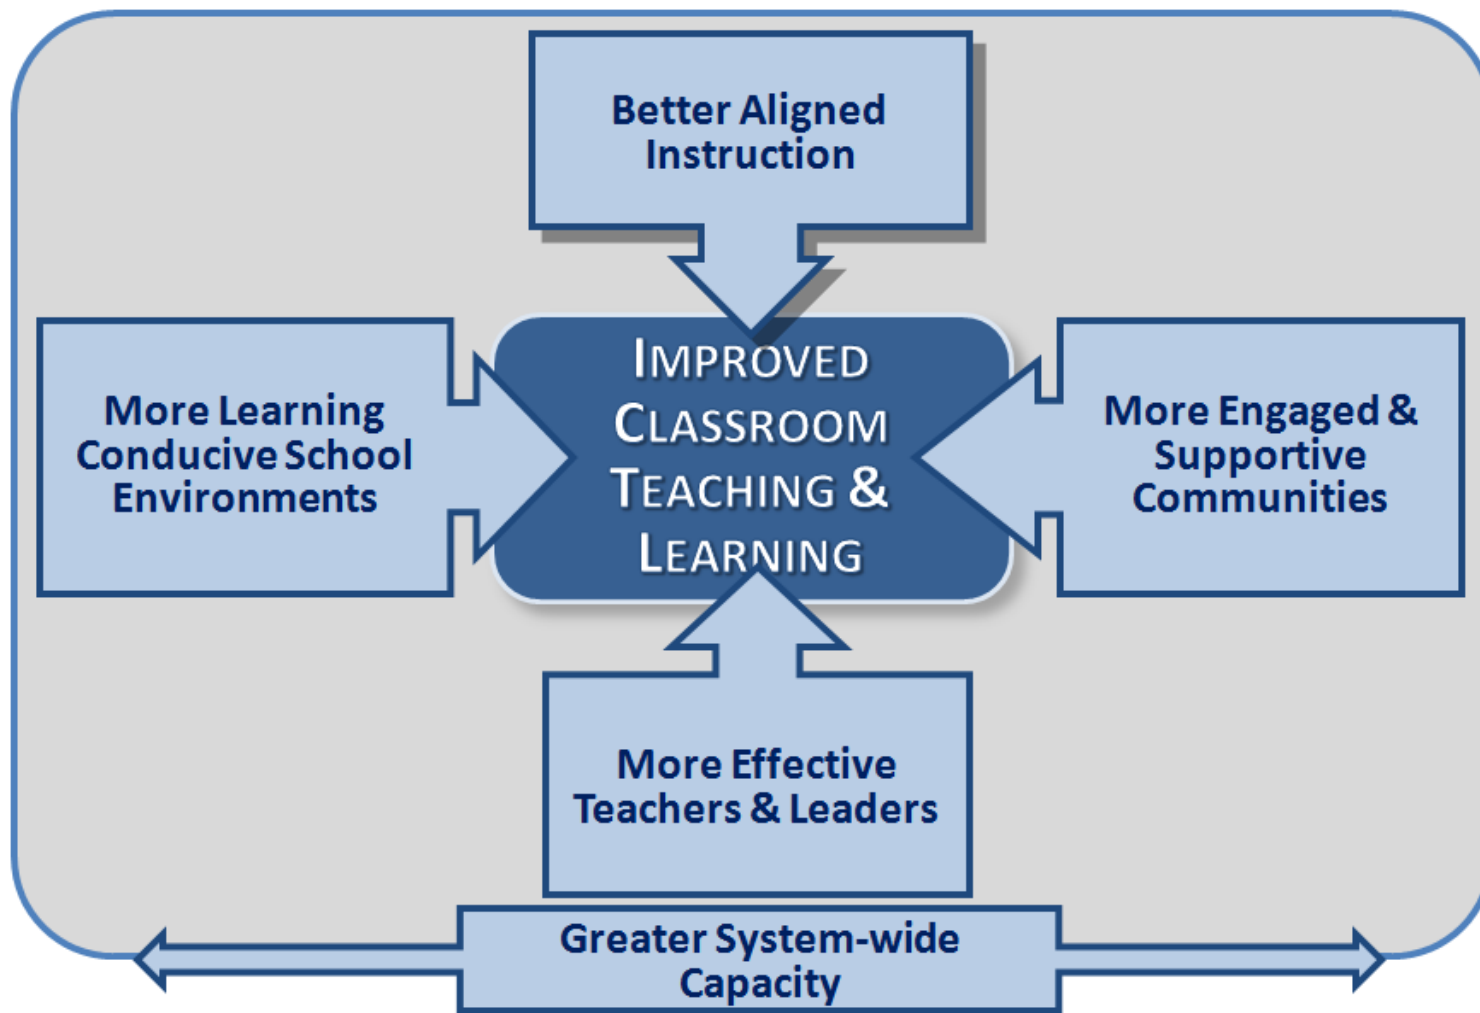 Better Aligned
Instruction
More Learning
Conducive School
Environments
IMPROVED
CLASSROOM
TEACHING &
LEARNING
More Engaged &
Supportive
Communities
More Effective
Teachers & Leaders
Greater System-wide
Capacity